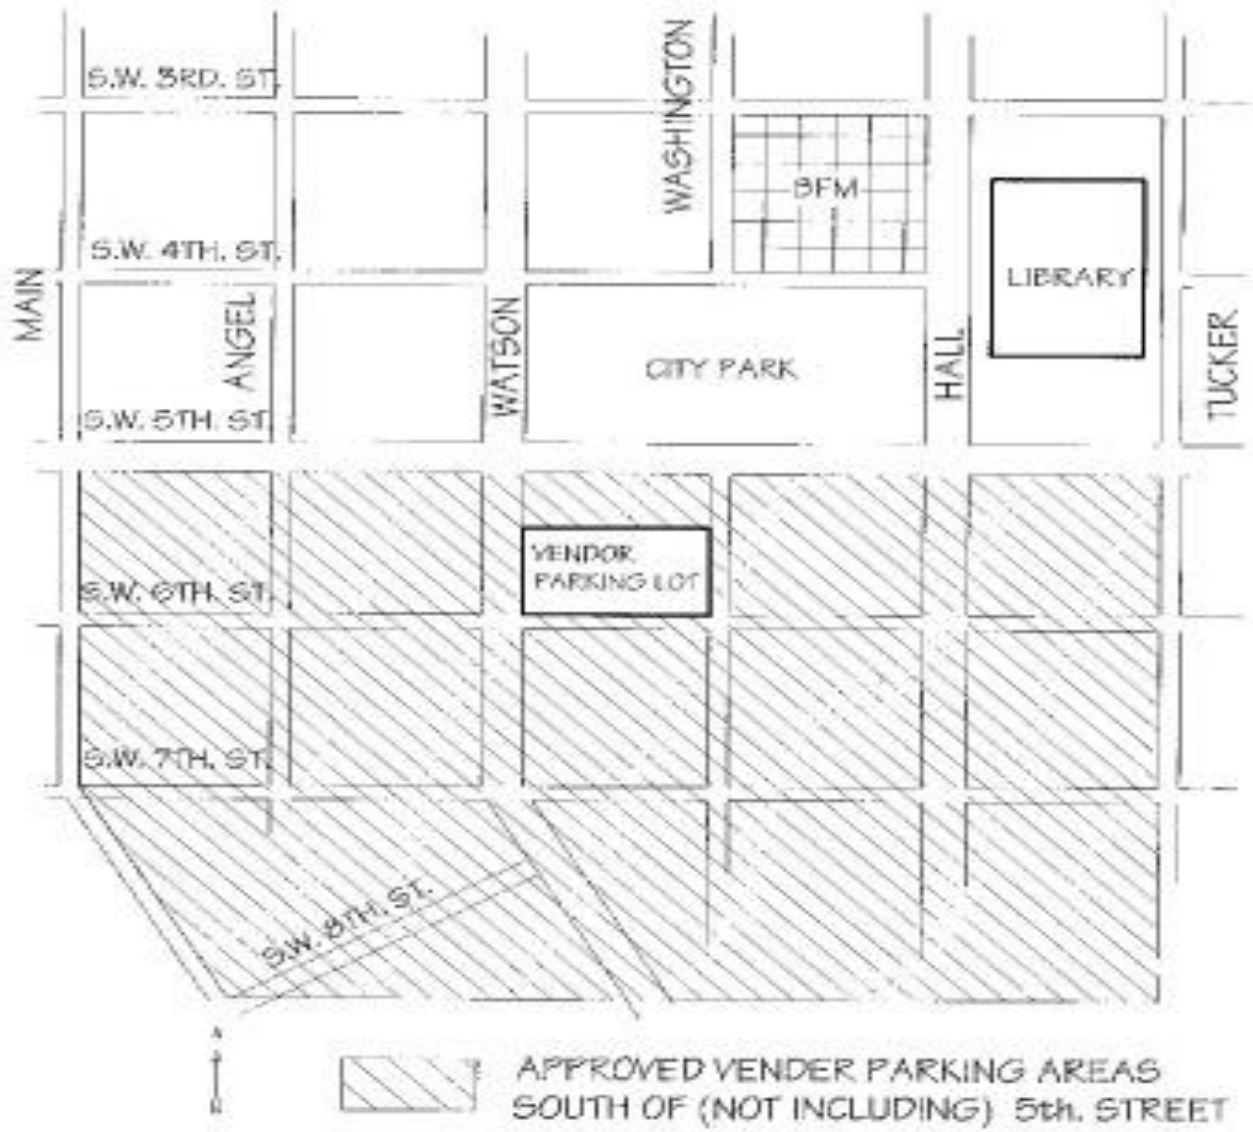 S.W. 3RD. ST.
WASHINGTON
BFM
S.W. 4TH. ST.
LIBRARY
MAIN
ANGEL
WATSON
CITY PARK
HALL
TUCKER
S.W. 5TH. ST.
VENDOR
PARKING LOT
S.W. 6TH. ST.
S.W. 7TH. ST.
S.W. 8TH. ST.
APPROVED VENDER PARKING AREAS
SOUTH OF (NOT INCLUDING) 5th. STREET